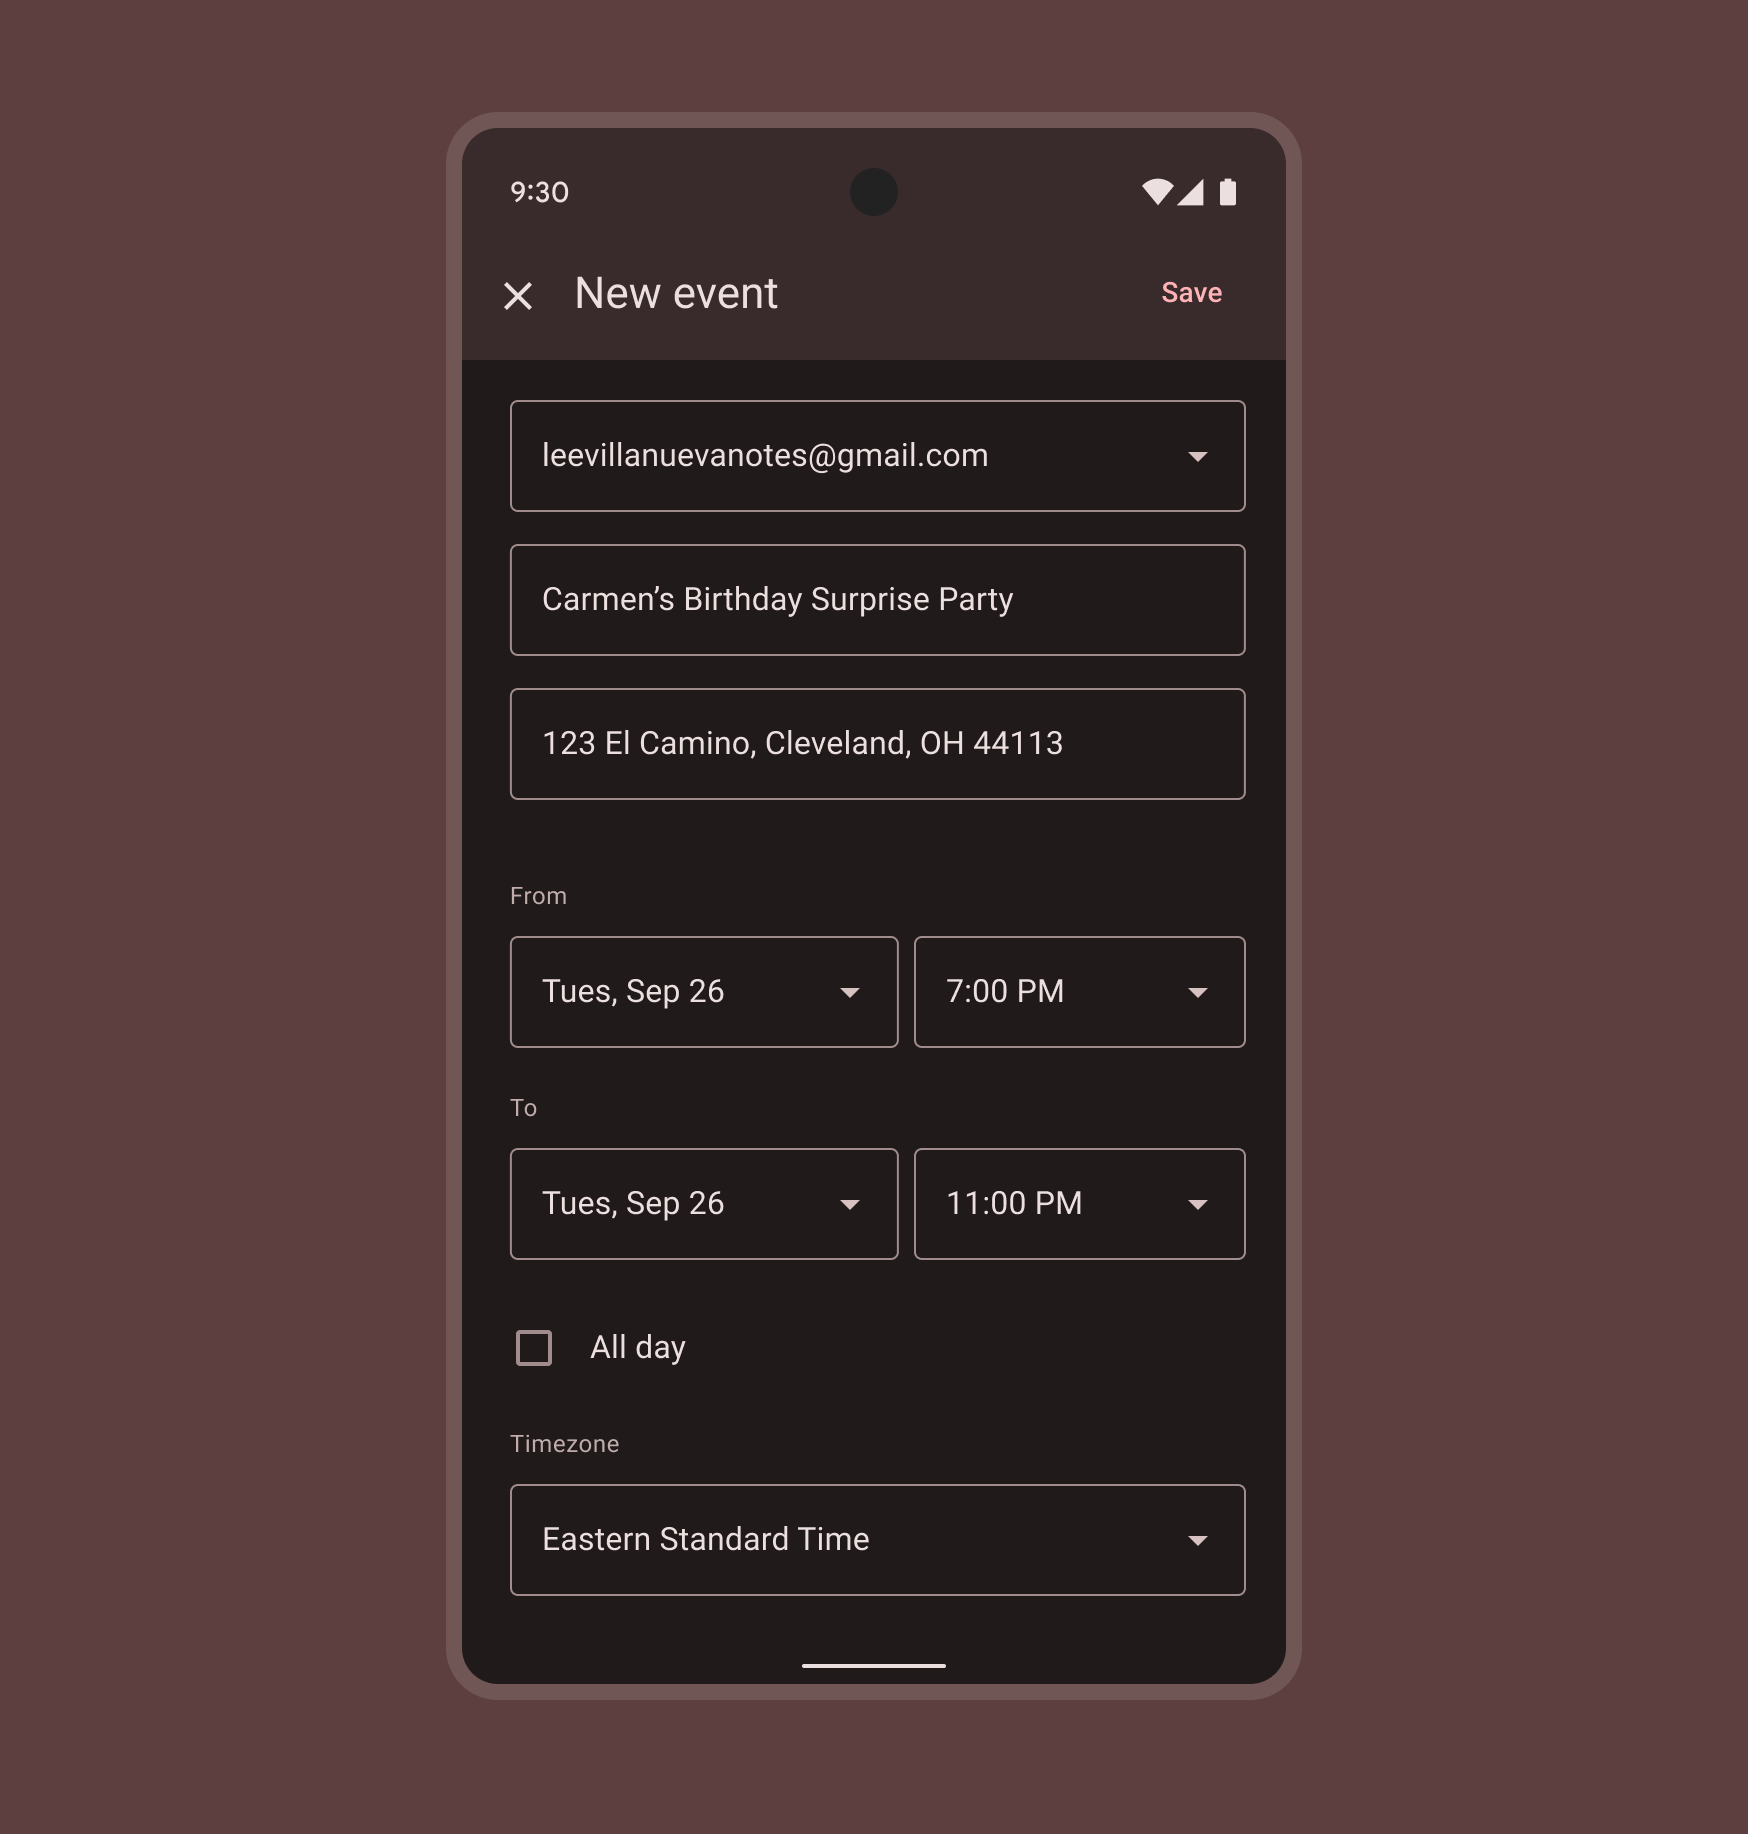 9:30
New event
Save
leevillanuevanotes@gmail.com
Carmen’s Birthday Surprise Party
123 El Camino, Cleveland, OH 44113
From
Tues, Sep 26
7:00 PM
To
Tues, Sep 26
11:00 PM
All day
Timezone
Eastern Standard Time